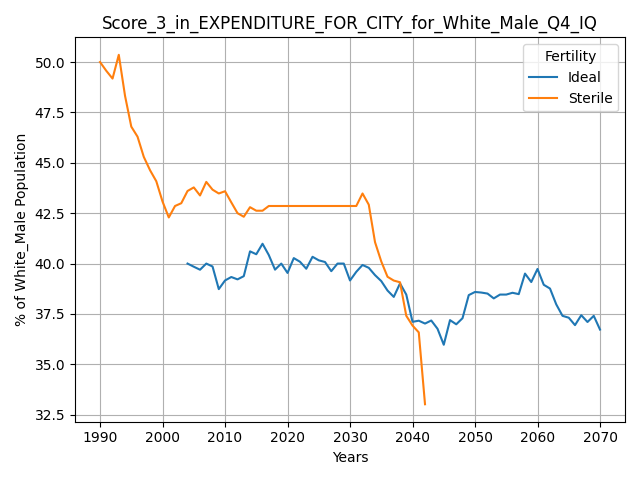 Score_3_in_EXPENDITURE_FOR_CITY_for_White_Male_Q4_IQ
Fertility
Ideal
Sterile
% of White_Male Population
50.0
47.5
45.0
42.5
40.0
37.5
35.0
32.5
1990 2000 2010 2020 2030 2040 2050 2060 2070
Years